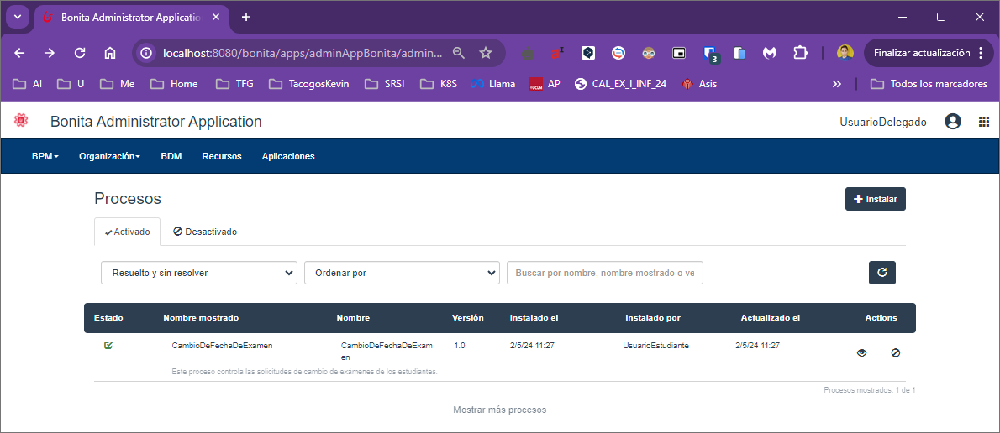 Bonita Administrator Applicatio
localhost:8080/bonita/apps/adminAppBonita/admin...
3
Finalizar actualización
AI U Me Home TFG TacogosKevin SRSI K8S Llama AP CAL_EX_I_INF_24 Asis » Todos los marcadores
Bonita Administrator Application
UsuarioDelegado
BPM Organización BDM Recursos Aplicaciones
Procesos
Instalar
Activado Desactivado
Resuelto y sin resolver Ordenar por Buscar por nombre, nombre mostrado o ve
Estado Nombre mostrado Nombre Versión Instalado el Instalado por Actualizado el Actions
CambioDeFechaDeExamen CambioDeFechaDeExam 1.0 2/5/24 11:27 UsuarioEstudiante 2/5/24 11:27
en
Este proceso controla las solicitudes de cambio de exámenes de los estudiantes.
Procesos mostrados: 1 de 1
Mostrar más procesos